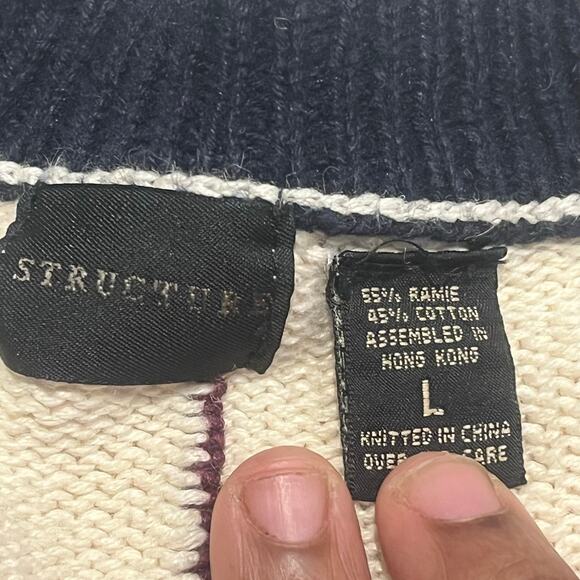 STRUCTURE
55% RAMIE
45% COTTON
ASSEMBLED IN
HONG KONG
L
KNITTED IN CHINA
OVER CARE